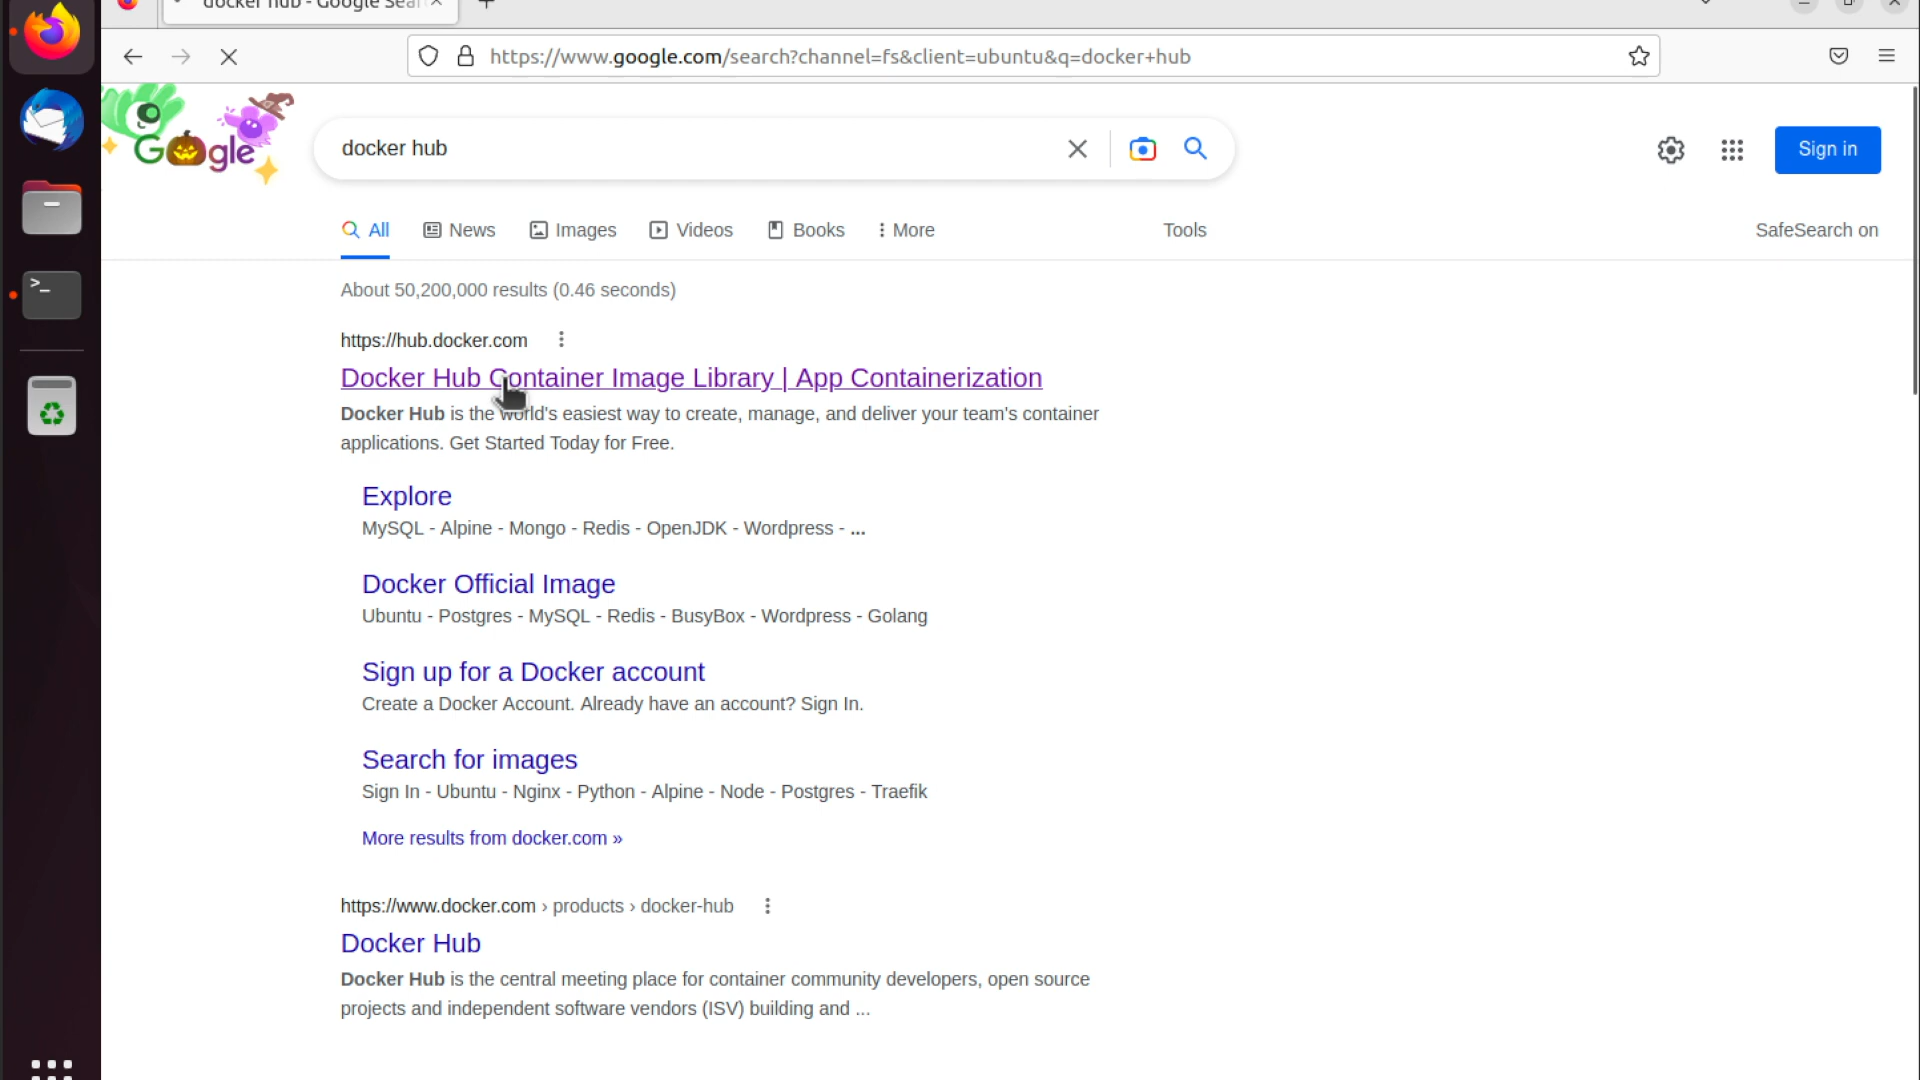 docker hub - Google Sear
https://www.google.com/search?channel=fs&client=ubuntu&q=docker+hub
Google
docker hub
Sign in
All News Images Videos Books More Tools SafeSearch on
About 50,200,000 results (0.46 seconds)
https://hub.docker.com
Docker Hub Container Image Library | App Containerization
Docker Hub is the world's easiest way to create, manage, and deliver your team's container
applications. Get Started Today for Free.
Explore
MySQL - Alpine - Mongo - Redis - OpenJDK - Wordpress - ...
Docker Official Image
Ubuntu - Postgres - MySQL - Redis - BusyBox - Wordpress - Golang
Sign up for a Docker account
Create a Docker Account. Already have an account? Sign In.
Search for images
Sign In - Ubuntu - Nginx - Python - Alpine - Node - Postgres - Traefik
More results from docker.com »
https://www.docker.com › products › docker-hub
Docker Hub
Docker Hub is the central meeting place for container community developers, open source
projects and independent software vendors (ISV) building and ...